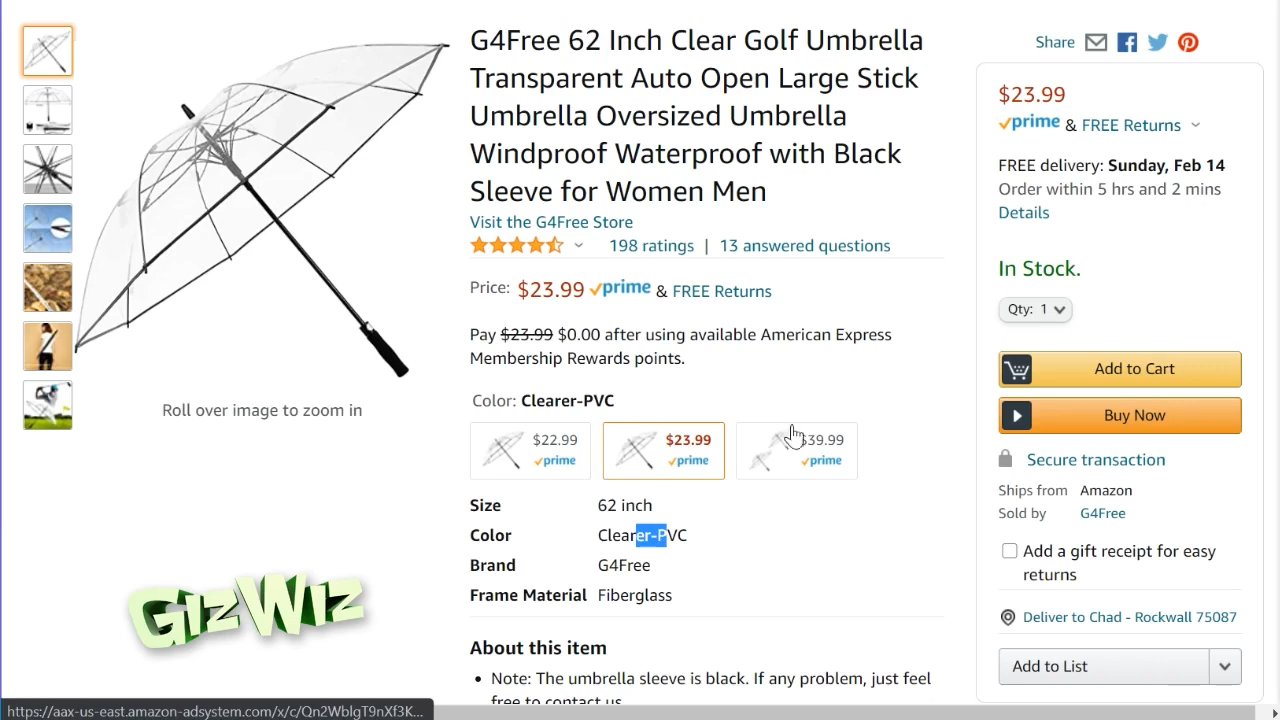 G4Free 62 Inch Clear Golf Umbrella
Transparent Auto Open Large Stick
Umbrella Oversized Umbrella
Windproof Waterproof with Black
Sleeve for Women Men
Visit the G4Free Store
198 ratings | 13 answered questions
Price: $23.99 prime & FREE Returns
Pay $23.99 $0.00 after using available American Express
Membership Rewards points.
Roll over image to zoom in
Color: Clearer-PVC
$22.99 $23.99 $39.99
prime prime prime
Size 62 inch
Color Clearer-PVC
Brand G4Free
Frame Material Fiberglass
GizWiz
About this item
• Note: The umbrella sleeve is black. If any problem, just feel
free to contact us
Share
$23.99
prime & FREE Returns
FREE delivery: Sunday, Feb 14
Order within 5 hrs and 2 mins
Details
In Stock.
Qty: 1
Add to Cart
Buy Now
Secure transaction
Ships from Amazon
Sold by G4Free
Add a gift receipt for easy
returns
Deliver to Chad - Rockwall 75087
Add to List